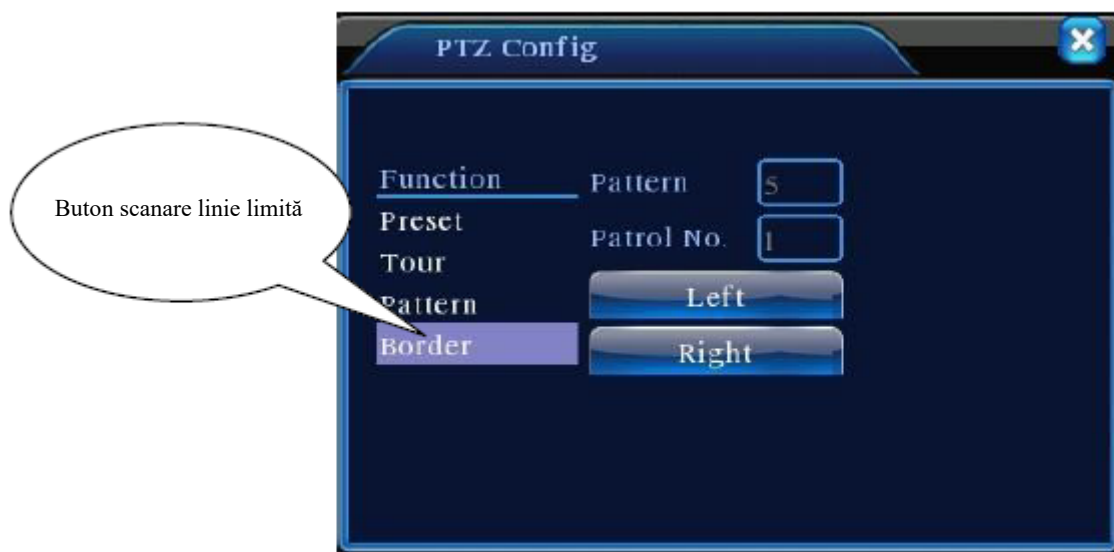 PTZ Config
Buton scanare linie limită
Function
Preset
Tour
Pattern
Border
Pattern 5
Patrol No. 1
Left
Right